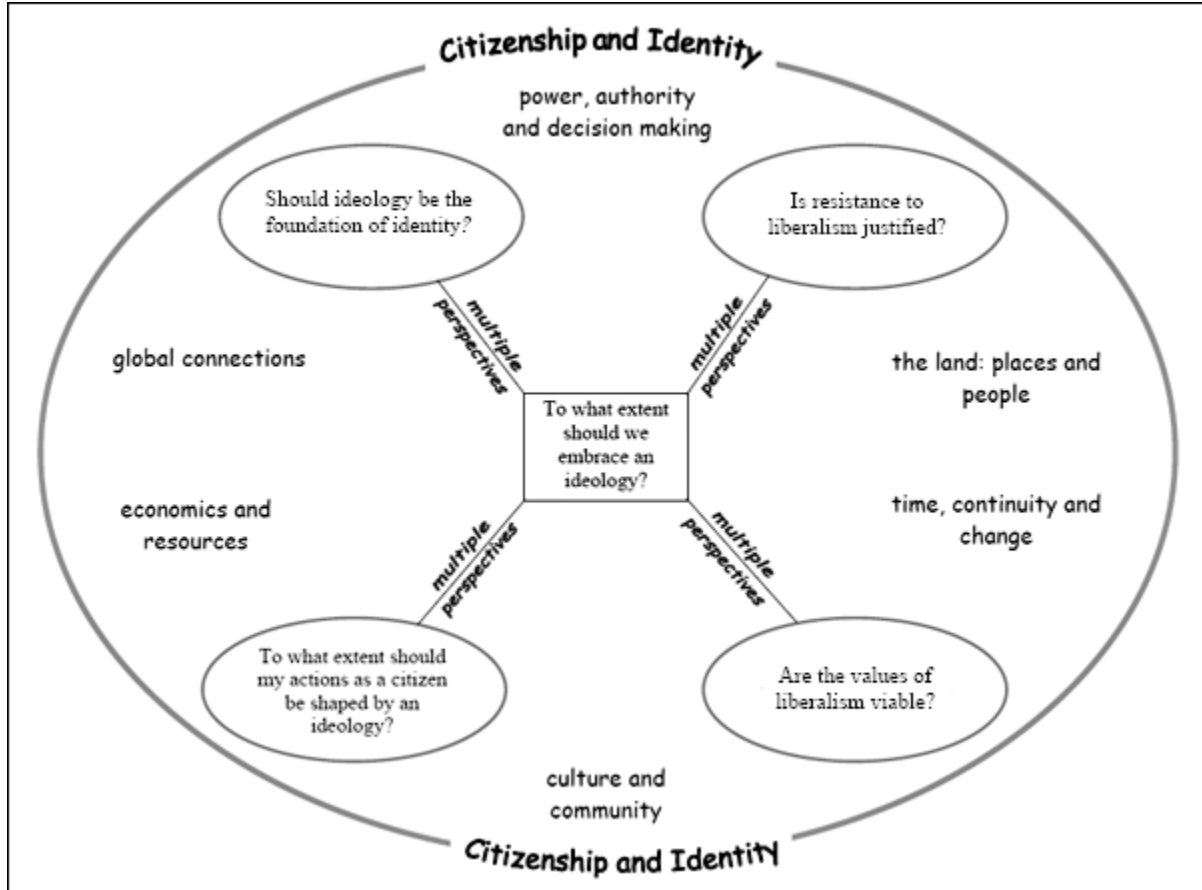 Citizenship and Identity
power, authority
and decision making
Should ideology be the
foundation of identity?
Is resistance to
liberalism justified?
multiple
perspectives
multiple
perspectives
global connections
the land: places and
people
To what extent
should we
embrace an
ideology?
economics and
resources
time, continuity and
change
multiple
perspectives
multiple
perspectives
To what extent should
my actions as a citizen
be shaped by an
ideology?
Are the values of
liberalism viable?
culture and
community
Citizenship and Identity